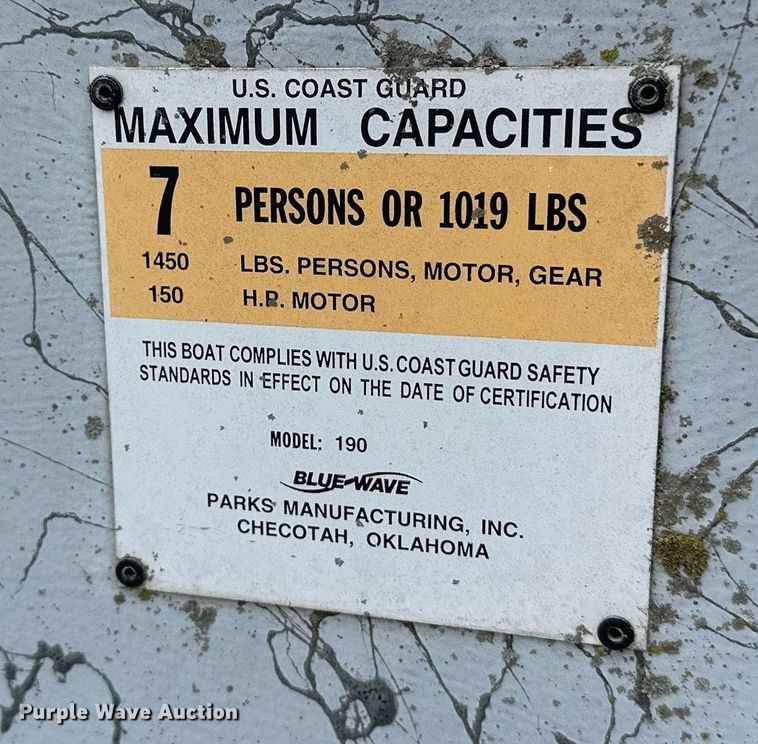 U.S. COAST GUARD
MAXIMUM CAPACITIES
7 PERSONS OR 1019 LBS
1450 LBS. PERSONS, MOTOR, GEAR
150 H.P. MOTOR
THIS BOAT COMPLIES WITH U.S. COAST GUARD SAFETY
STANDARDS IN EFFECT ON THE DATE OF CERTIFICATION
MODEL: 190
BLUE WAVE
PARKS MANUFACTURING, INC.
CHECOTAH, OKLAHOMA
Purple Wave Auction